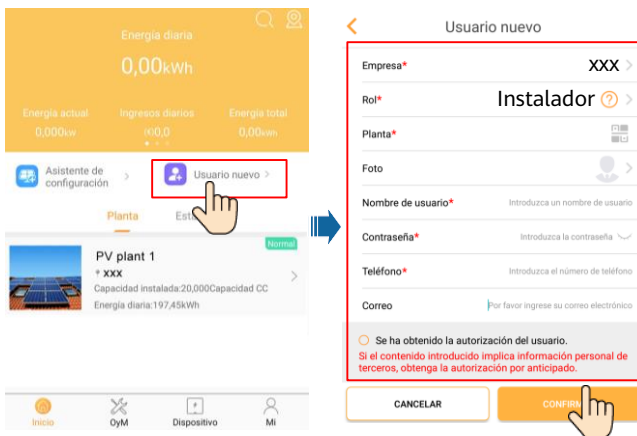 Energía diaria
0,00kWh
Energía actual
Ingresos diarios
Energía total
0,000kW
0,0
0,00kWh
Asistente de
configuración
Usuario nuevo
Planta
PV plant 1
XXX
Capacidad instalada:20,000Capacidad CC
Energía diaria:197,45kWh
Normal
Inicio
OyM
Dispositivo
Mi
Usuario nuevo
Empresa*
XXX
Rol*
Instalador ?
Planta*
Foto
Nombre de usuario*
Introduzca un nombre de usuario
Contraseña*
Introduzca la contraseña
Teléfono*
Introduzca el número de teléfono
Correo
Por favor ingrese su correo electrónico
Se ha obtenido la autorización del usuario.
Si el contenido introducido implica información personal de
terceros, obtenga la autorización por anticipado.
CANCELAR